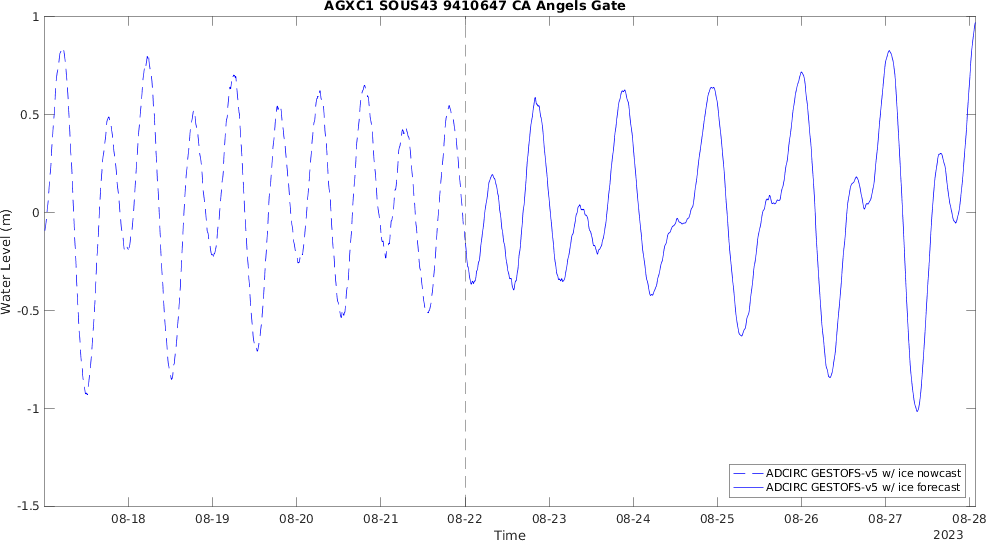 AGXC1 SOUS43 9410647 CA Angels Gate
1
0.5
0
-0.5
-1
-1.5
Water Level (m)
ADCIRC GESTOFS-v5 w/ ice nowcast
ADCIRC GESTOFS-v5 w/ ice forecast
08-18 08-19 08-20 08-21 08-22 08-23 08-24 08-25 08-26 08-27 08-28
Time
2023